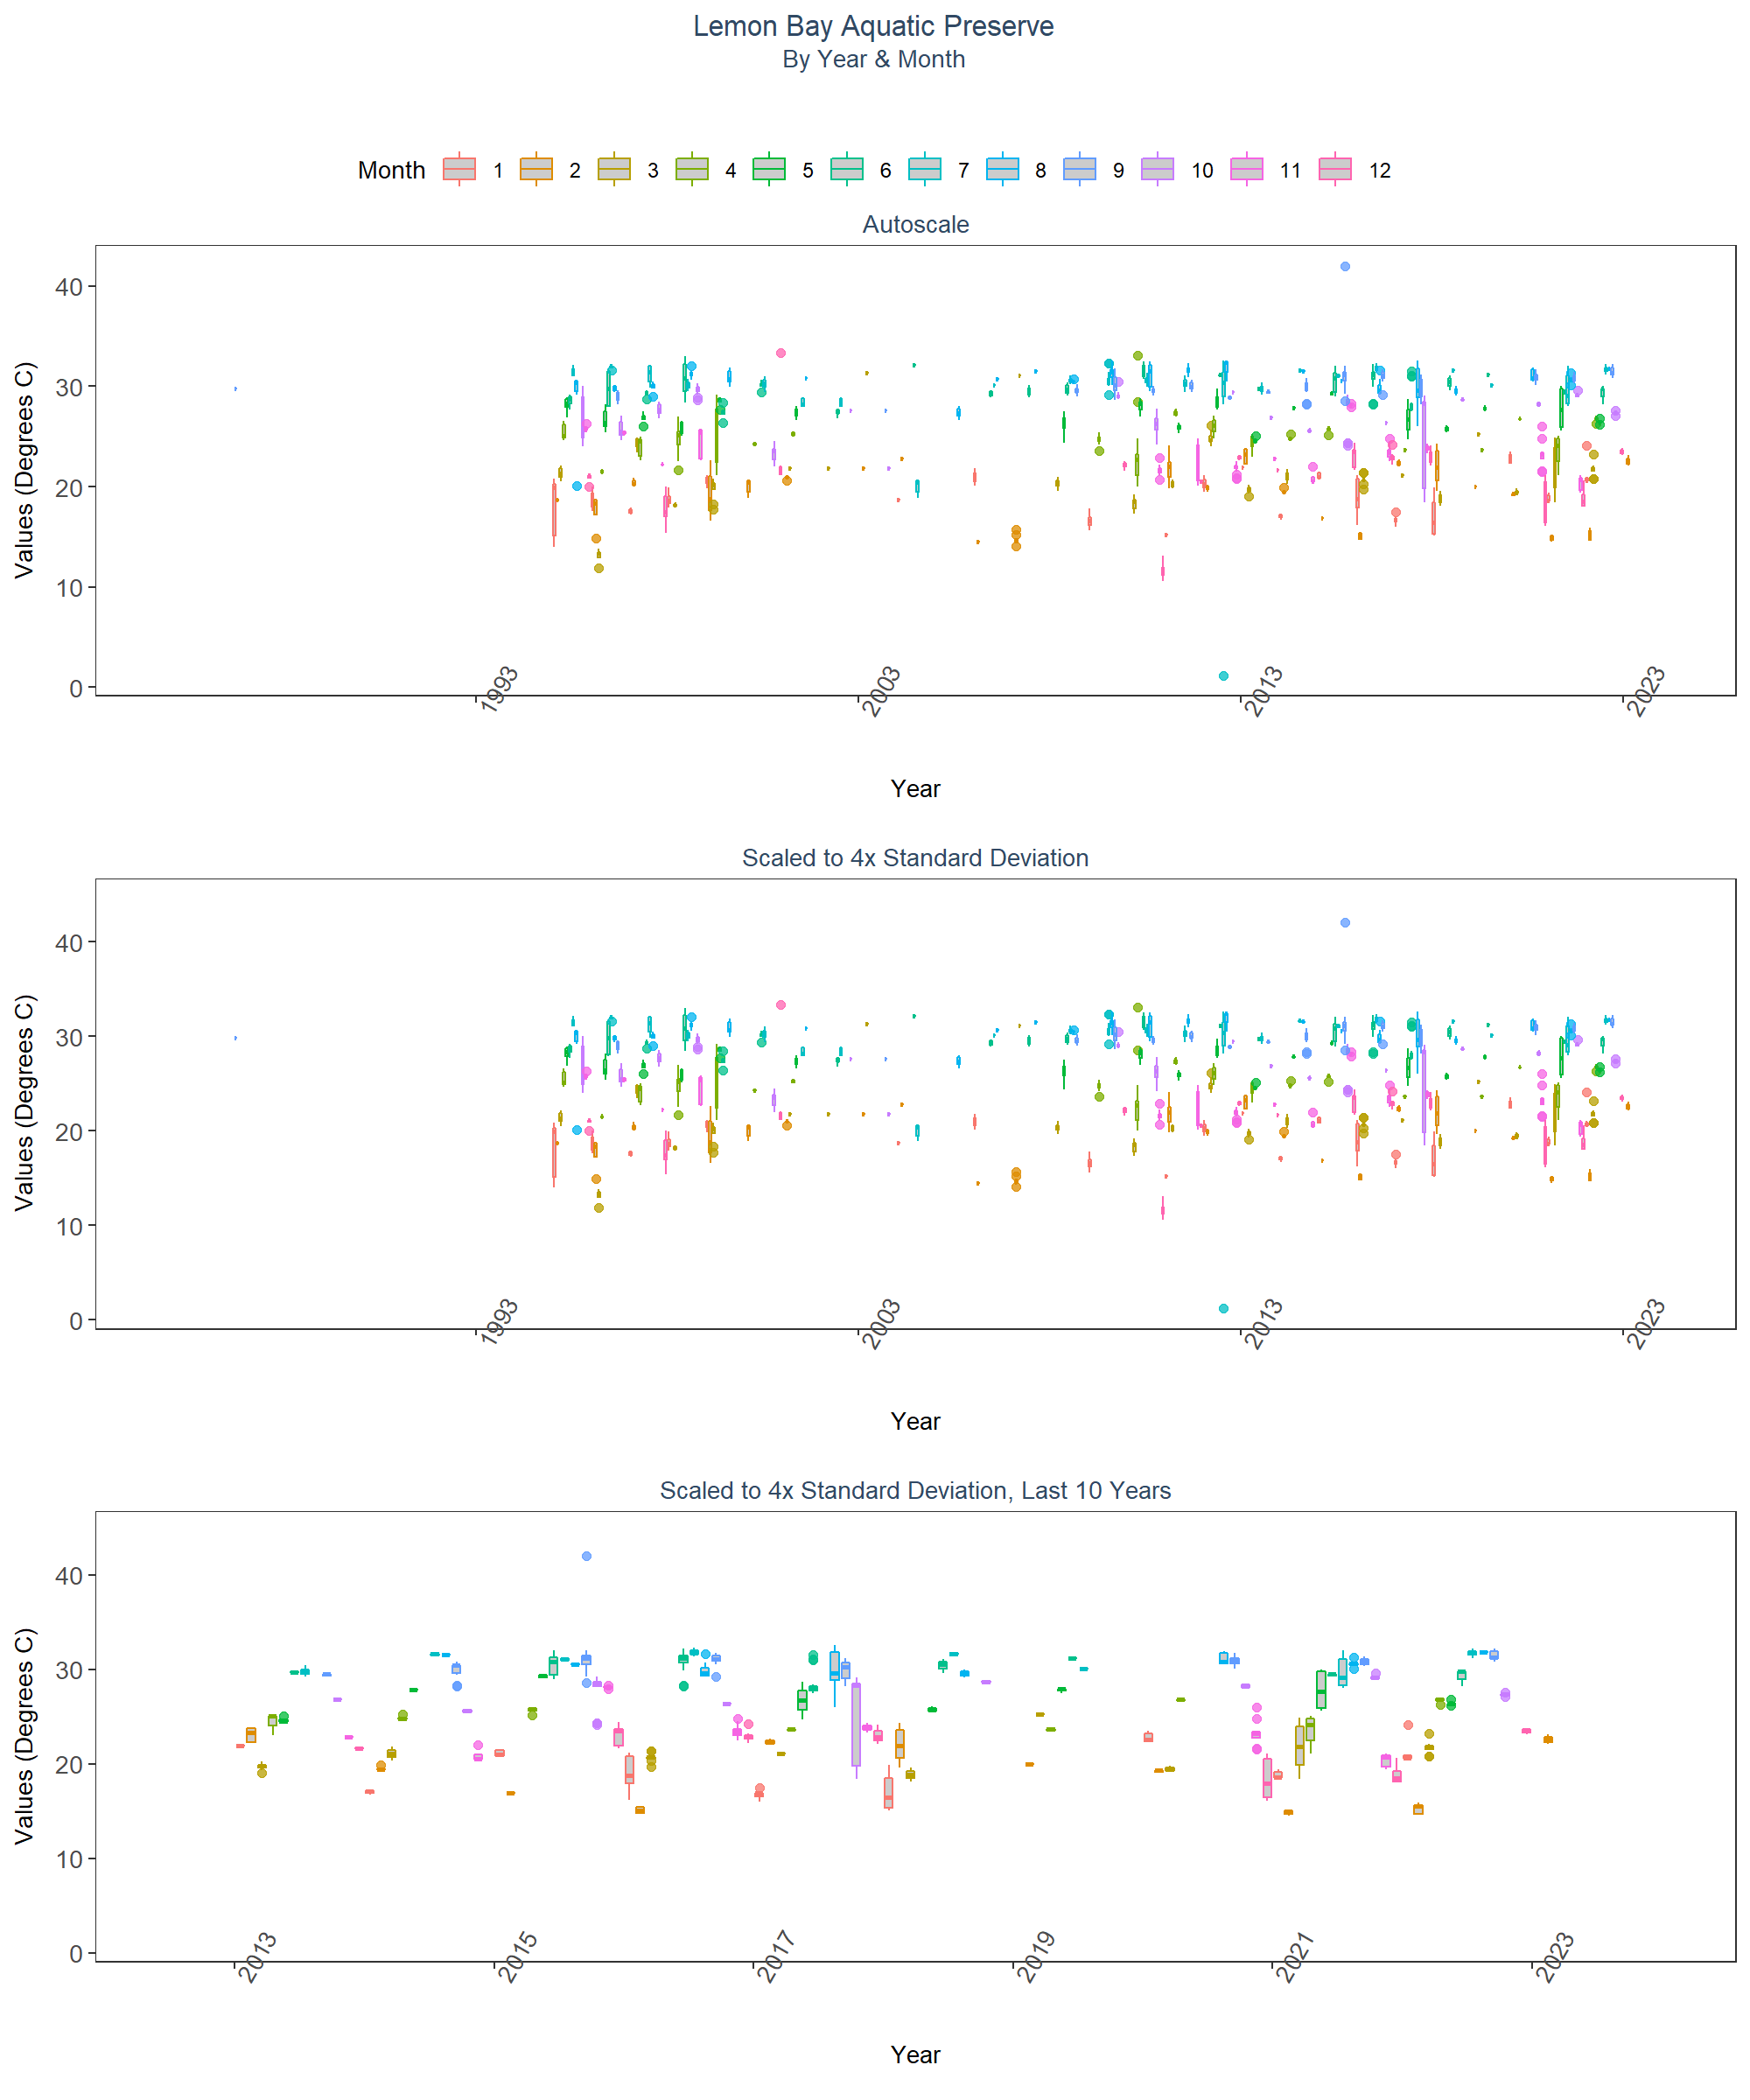 Lemon Bay Aquatic Preserve
By Year & Month
Month 1 2 3 4 5 6 7 8 9 10 11 12
Autoscale
Values (Degrees C)
40
30
20
10
0
1993 2003 2013 2023
Year
Scaled to 4x Standard Deviation
Values (Degrees C)
40
30
20
10
0
1993 2003 2013 2023
Year
Scaled to 4x Standard Deviation, Last 10 Years
Values (Degrees C)
40
30
20
10
0
2013 2015 2017 2019 2021 2023
Year